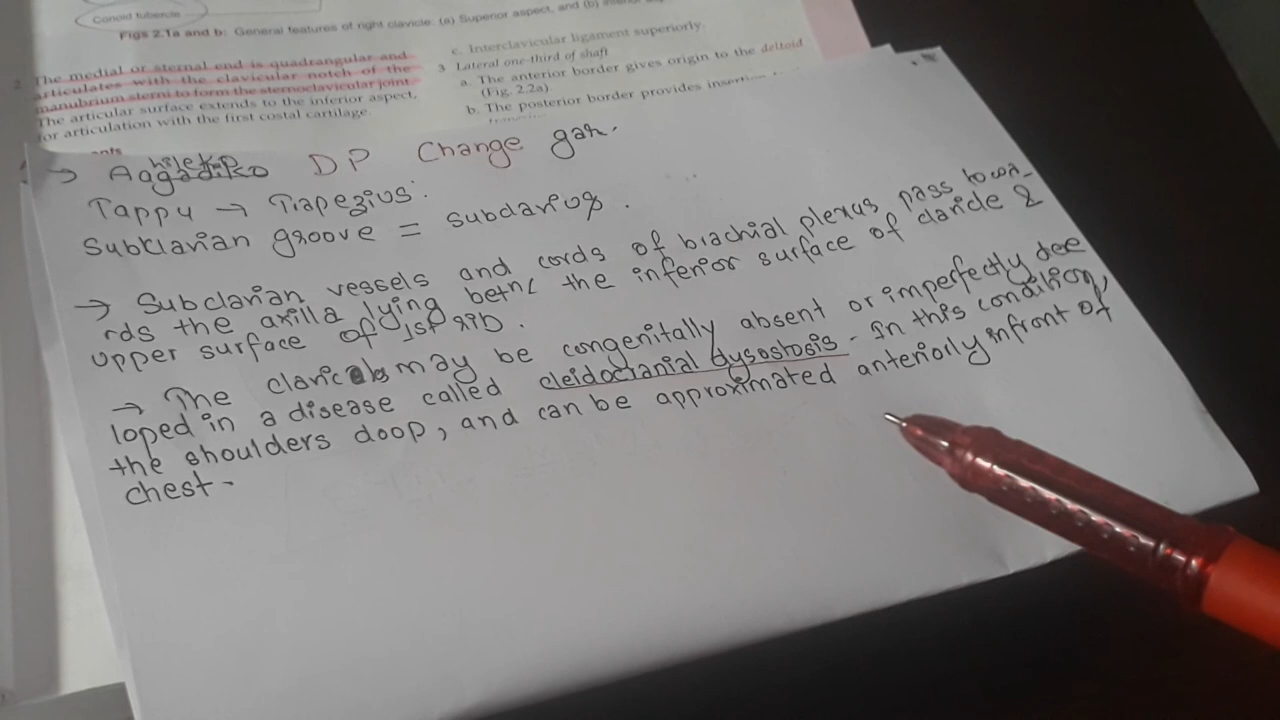 Conoid tubercle
Figs 2.1a and b: General features of right clavicle: (a) Superior aspect, and (b)
2 The medial or sternal end is quadrangular and
articulates with the clavicular notch of the
manubrium sterni to form the sternoclavicular joint.
The articular surface extends to the inferior aspect,
for articulation with the first costal cartilage.
c. Interclavicular ligament superiorly.
3 Lateral one-third of shaft
a. The anterior border gives origin to the deltoid
(Fig. 2.2a)
b. The posterior border provides
→ DP Change gar.
Tappu → Trapezius.
Subklavian groove = subclavius.
→ Subclavian vessels and cords of brachial plexus pass towa-
rds the axilla lying betn the inferior surface of clavicle &
upper surface of 1st rib.
→ The clavicle may be congenitally absent or imperfectly deve
loped in a disease called cleidocranial dysostosis. In this condition,
the shoulders doop, and can be approximated anteriorly infront of
chest.